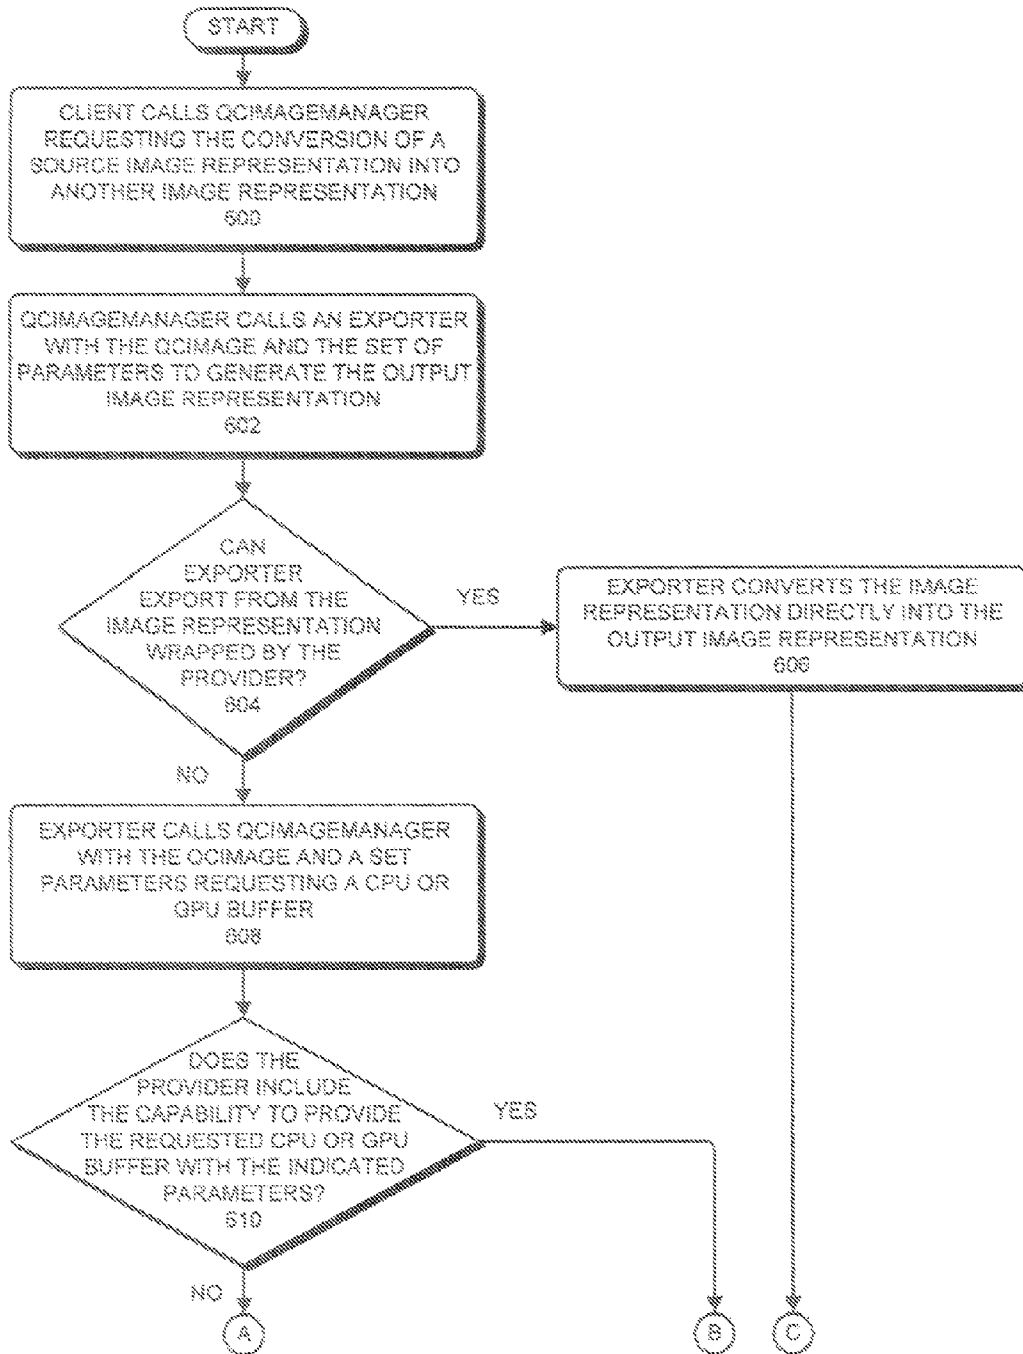 START
CLIENT CALLS QCIMAGEMANAGER
REQUESTING THE CONVERSION OF A
SOURCE IMAGE REPRESENTATION INTO
ANOTHER IMAGE REPRESENTATION
600
QCIMAGEMANAGER CALLS AN EXPORTER
WITH THE QCIMAGE AND THE SET OF
PARAMETERS TO GENERATE THE OUTPUT
IMAGE REPRESENTATION
602
CAN
EXPORTER
EXPORT FROM THE
IMAGE REPRESENTATION
WRAPPED BY THE
PROVIDER?
604
YES
EXPORTER CONVERTS THE IMAGE
REPRESENTATION DIRECTLY INTO THE
OUTPUT IMAGE REPRESENTATION
606
NO
EXPORTER CALLS QCIMAGEMANAGER
WITH THE QCIMAGE AND A SET
PARAMETERS REQUESTING A CPU OR
GPU BUFFER
608
DOES THE
PROVIDER INCLUDE
THE CAPABILITY TO PROVIDE
THE REQUESTED CPU OR GPU
BUFFER WITH THE INDICATED
PARAMETERS?
610
YES
NO
A
B
C